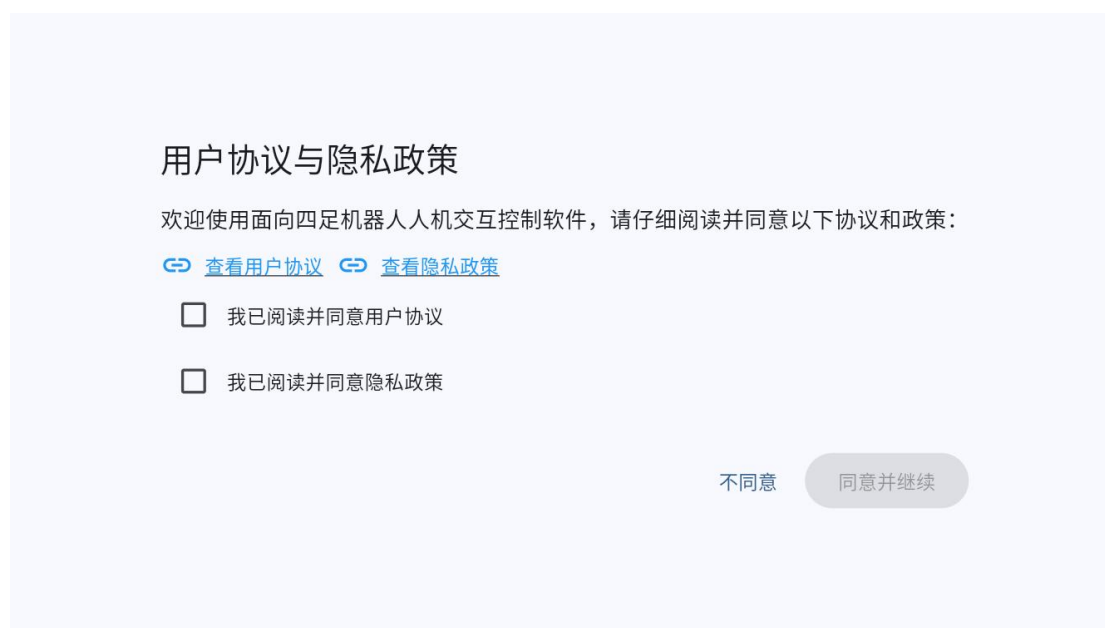 用户协议与隐私政策
欢迎使用面向四足机器人人机交互控制软件，请仔细阅读并同意以下协议和政策：
查看用户协议 查看隐私政策
我已阅读并同意用户协议
我已阅读并同意隐私政策
不同意 同意并继续